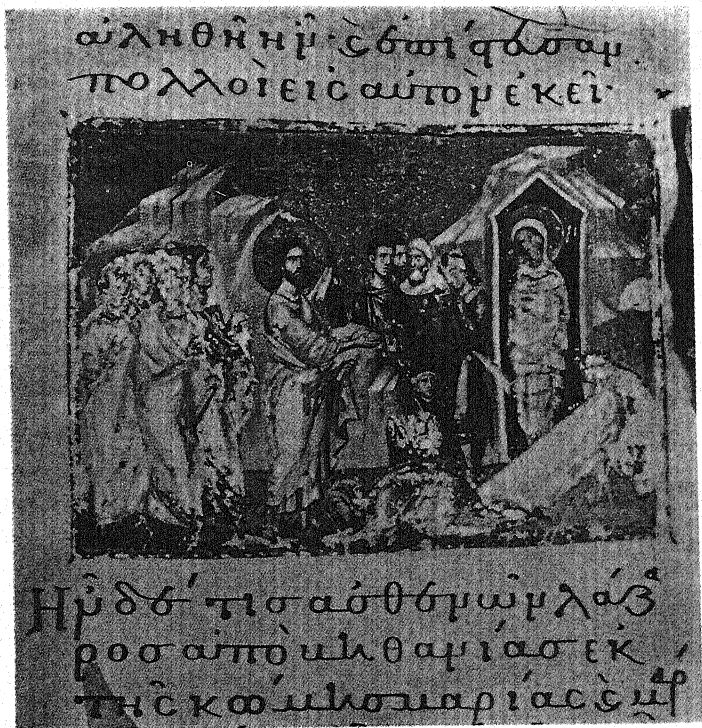 ἀληθῆ ἦν· ϗ ἐπίστευσαν
πολλοὶ εἰς αὐτὸν ἐκεῖ·
Ἦν δέ τις ἀσθενῶν λάζα
ρος ἀπὸ βηθανίας ἐκ
τῆς κώμης μαρίας ϗ μάρ